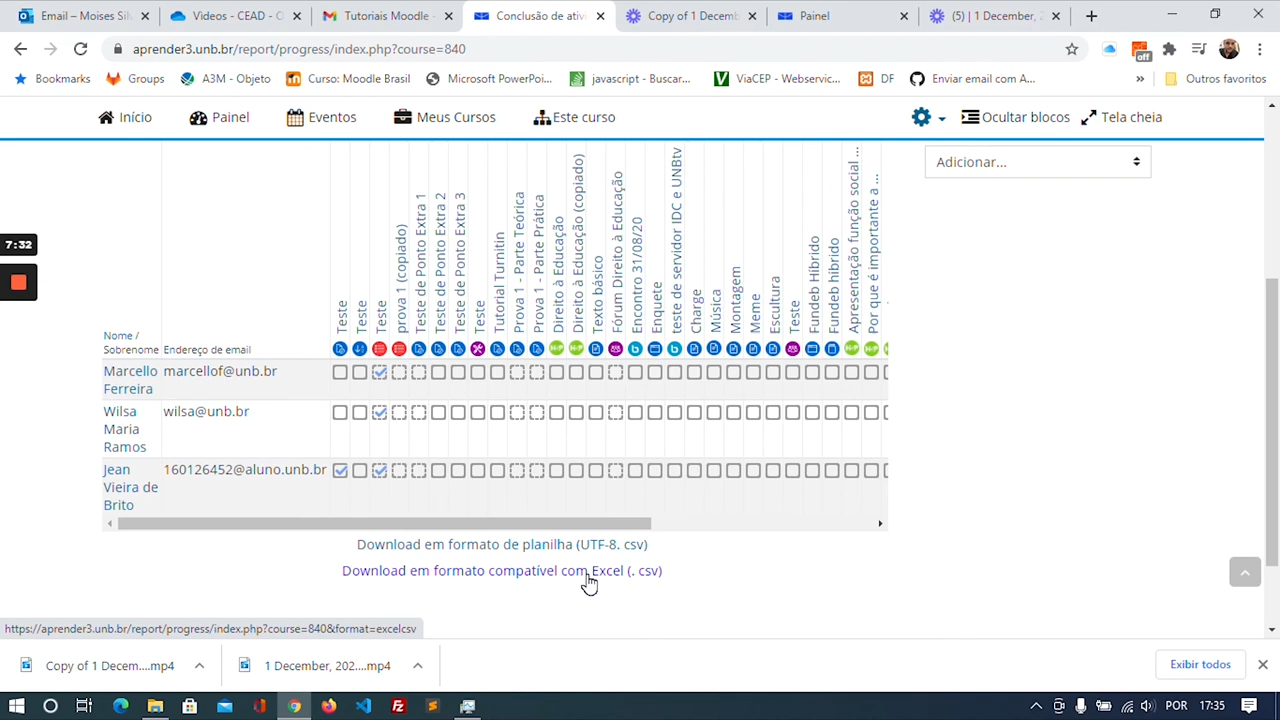 Email – Moises Sil
Videos - CEAD - O
Tutoriais Moodle -
Conclusão de ativ
Copy of 1 Decem
Painel
(5) | 1 December, 
aprender3.unb.br/report/progress/index.php?course=840
off
Bookmarks
Groups
A3M - Objeto
Curso: Moodle Brasil
Microsoft PowerPoi...
javascript - Buscar...
ViaCEP - Webservic...
DF
Enviar email com A...
»
Outros favoritos
Início
Painel
Eventos
Meus Cursos
Este curso
Ocultar blocos
Tela cheia
Adicionar...
7:32
Teste
Teste
Teste
prova 1 (copiado)
Teste de Ponto Extra 1
Teste de Ponto Extra 2
Teste de Ponto Extra 3
Teste
Tutorial Turnitin
Prova 1 - Parte Teórica
Prova 1 - Parte Prática
Direito à Educação
Direito à Educação (copiado)
Texto básico
Fórum Direito à Educação
Encontro 31/08/20
Enquete
teste de servidor IDC e UNBtv
Charge
Música
Montagem
Meme
Escultura
Teste
Fundeb Híbrido
Fundeb híbrido
Apresentação função social ...
Por que é importante a ...
Nome /
Sobrenome
Endereço de email
Marcello
Ferreira
marcellof@unb.br
Wilsa
Maria
Ramos
wilsa@unb.br
Jean
Vieira de
Brito
160126452@aluno.unb.br
Download em formato de planilha (UTF-8. csv)
Download em formato compatível com Excel (. csv)
https://aprender3.unb.br/report/progress/index.php?course=840&format=excelcsv
Copy of 1 Decem....mp4
1 December, 202....mp4
Exibir todos
POR
17:35